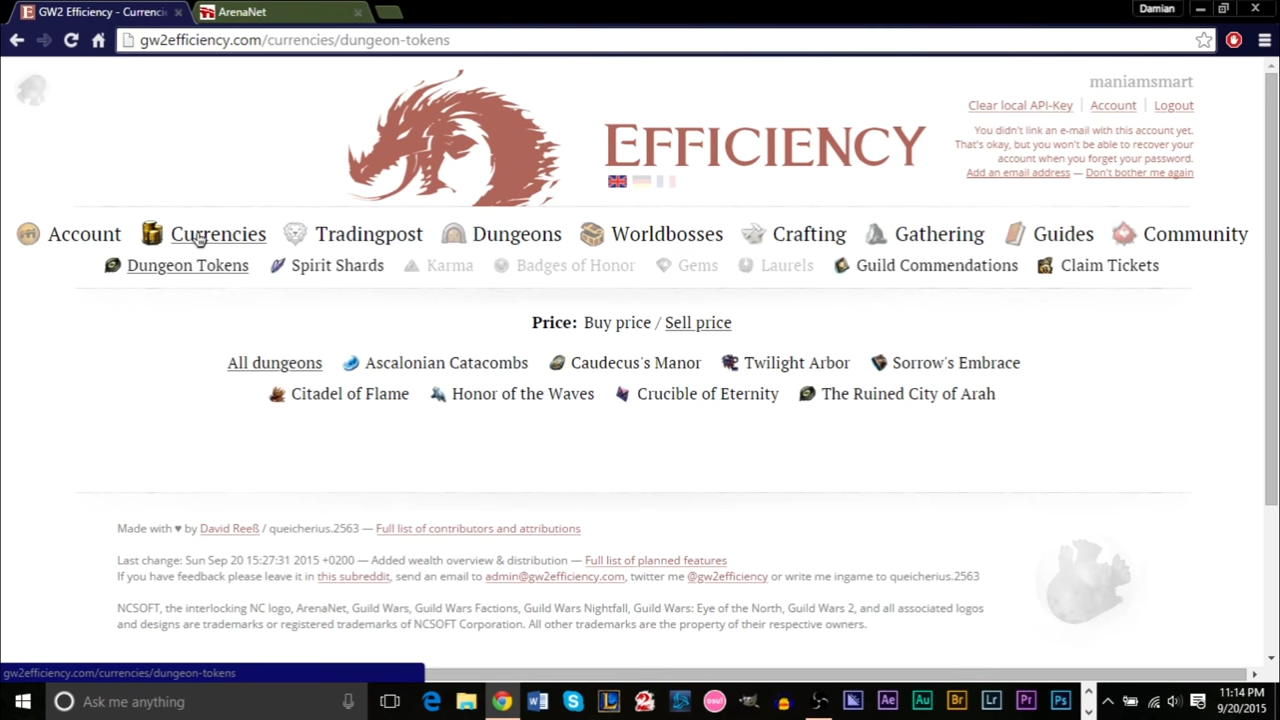 GW2 Efficiency - Currenci
ArenaNet
Damian
gw2efficiency.com/currencies/dungeon-tokens
maniamsmart
Clear local API-Key | Account | Logout
EFFICIENCY
You didn't link an e-mail with this account yet.
That's okay, but you won't be able to recover your
account when you forget your password.
Add an email address — Don't bother me again
Account Currencies Tradingpost Dungeons Worldbosses Crafting Gathering Guides Community
Dungeon Tokens Spirit Shards Karma Badges of Honor Gems Laurels Guild Commendations Claim Tickets
Price: Buy price / Sell price
All dungeons Ascalonian Catacombs Caudecus's Manor Twilight Arbor Sorrow's Embrace
Citadel of Flame Honor of the Waves Crucible of Eternity The Ruined City of Arah
Made with ♥ by David Reeß / queicherius.2563 — Full list of contributors and attributions
Last change: Sun Sep 20 15:27:31 2015 +0200 — Added wealth overview & distribution — Full list of planned features
If you have feedback please leave it in this subreddit, send an email to admin@gw2efficiency.com, twitter me @gw2efficiency or write me ingame to queicherius.2563
NCSOFT, the interlocking NC logo, ArenaNet, Guild Wars, Guild Wars Factions, Guild Wars Nightfall, Guild Wars: Eye of the North, Guild Wars 2, and all associated logos
and designs are trademarks or registered trademarks of NCSOFT Corporation. All other trademarks are the property of their respective owners.
gw2efficiency.com/currencies/dungeon-tokens
Ask me anything
osu!
Ae Au Br Lr Pr Ps
11:14 PM
9/20/2015